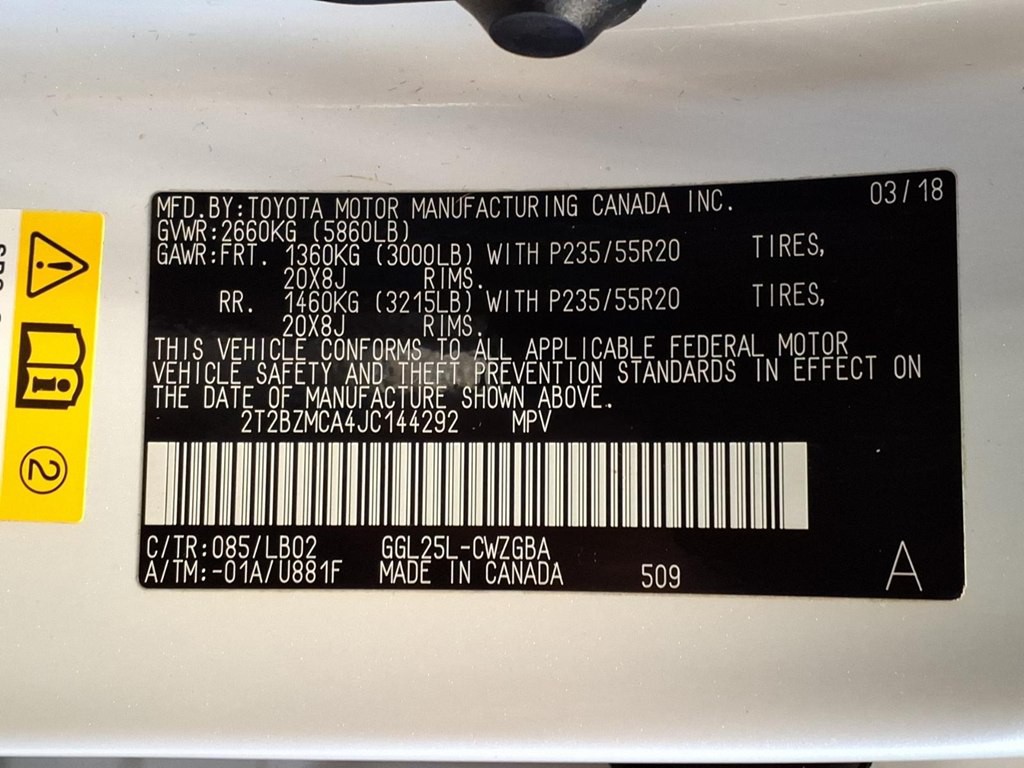 MFD.BY:TOYOTA MOTOR MANUFACTURING CANADA INC. 03/18
GVWR:2660KG (5860LB)
GAWR:FRT. 1360KG (3000LB) WITH P235/55R20 TIRES,
20X8J RIMS.
RR. 1460KG (3215LB) WITH P235/55R20 TIRES,
20X8J RIMS.
THIS VEHICLE CONFORMS TO ALL APPLICABLE FEDERAL MOTOR
VEHICLE SAFETY AND THEFT PREVENTION STANDARDS IN EFFECT ON
THE DATE OF MANUFACTURE SHOWN ABOVE.
2T2BZMCA4JC144292 MPV
C/TR:085/LB02 GGL25L-CWZGBA
A/TM:-01A/U881F MADE IN CANADA 509 A
2